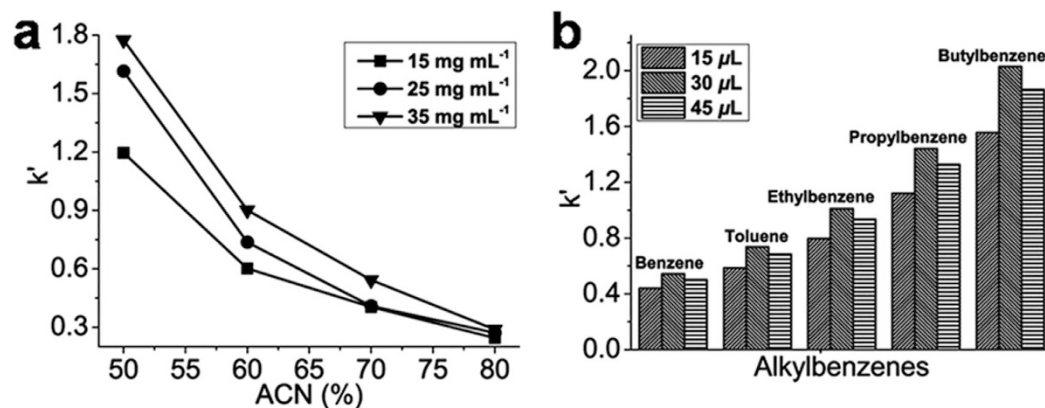 a
1.8
1.5
1.2
0.9
0.6
0.3
k'
15 mg mL⁻¹
25 mg mL⁻¹
35 mg mL⁻¹
50 55 60 65 70 75 80
ACN (%)
b
2.0
1.6
1.2
0.8
0.4
0.0
k'
15 µL
30 µL
45 µL
Butylbenzene
Propylbenzene
Ethylbenzene
Toluene
Benzene
Alkylbenzenes